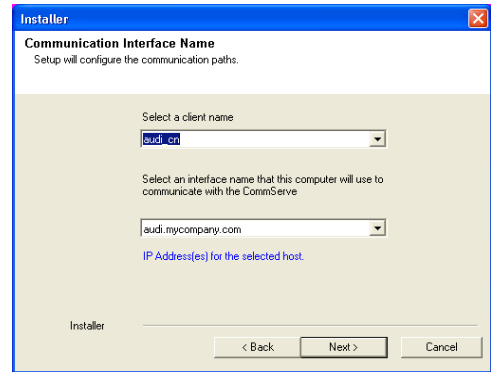 Installer
Communication Interface Name
Setup will configure the communication paths.
Select a client name
audi_cn
Select an interface name that this computer will use to
communicate with the CommServe
audi.mycompany.com
IP Address(es) for the selected host.
Installer
< Back
Next >
Cancel